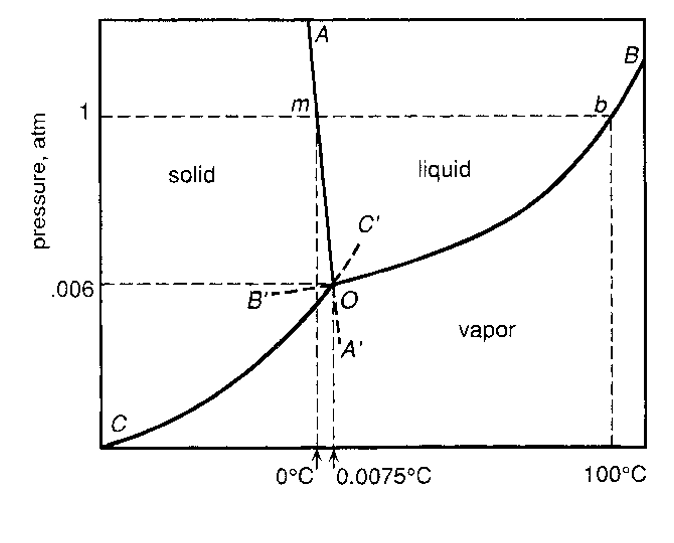 A
B
1
m
b
solid
liquid
pressure, atm
C'
.006
B'
O
A'
vapor
C
0°C
0.0075°C
100°C